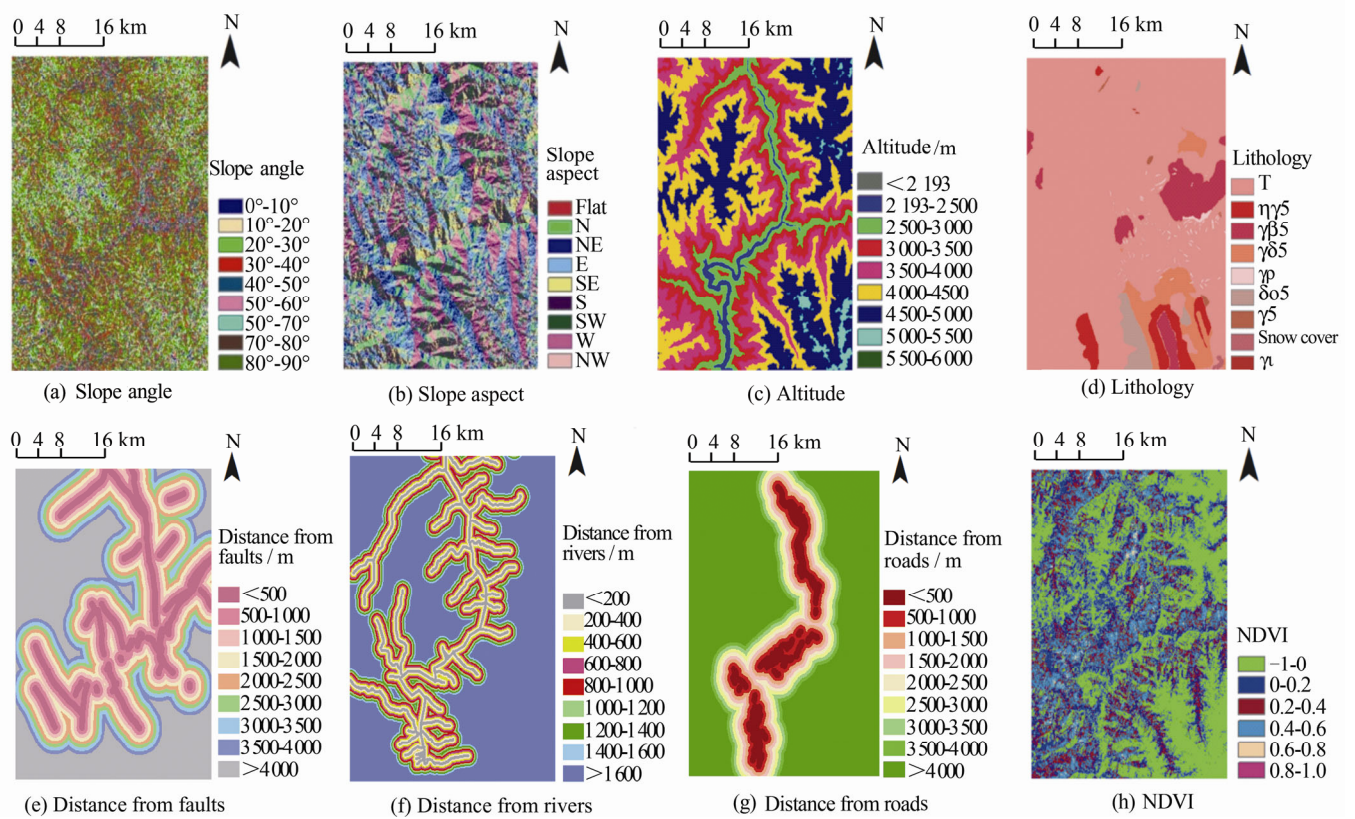 0 4 8 16 km N
Slope angle
0°-10°
10°-20°
20°-30°
30°-40°
40°-50°
50°-60°
50°-70°
70°-80°
80°-90°
(a) Slope angle
0 4 8 16 km N
Slope
aspect
Flat
N
NE
E
SE
S
SW
W
NW
(b) Slope aspect
0 4 8 16 km N
Altitude /m
<2 193
2 193-2 500
2 500-3 000
3 000-3 500
3 500-4 000
4 000-4500
4 500-5 000
5 000-5 500
5 500-6 000
(c) Altitude
0 4 8 16 km N
Lithology
T
ηγ5
γβ5
γδ5
γρ
δο5
γ5
Snow cover
γι
(d) Lithology
0 4 8 16 km N
Distance from
faults / m
<500
500-1 000
1 000-1 500
1 500-2 000
2 000-2 500
2 500-3 000
3 000-3 500
3 500-4 000
>4 000
(e) Distance from faults
0 4 8 16 km N
Distance from
rivers / m
<200
200-400
400-600
600-800
800-1 000
1 000-1 200
1 200-1 400
1 400-1 600
>1 600
(f) Distance from rivers
0 4 8 16 km N
Distance from
roads / m
<500
500-1 000
1 000-1 500
1 500-2 000
2 000-2 500
2 500-3 000
3 000-3 500
3 500-4 000
>4 000
(g) Distance from roads
0 4 8 16 km N
NDVI
−1-0
0-0.2
0.2-0.4
0.4-0.6
0.6-0.8
0.8-1.0
(h) NDVI